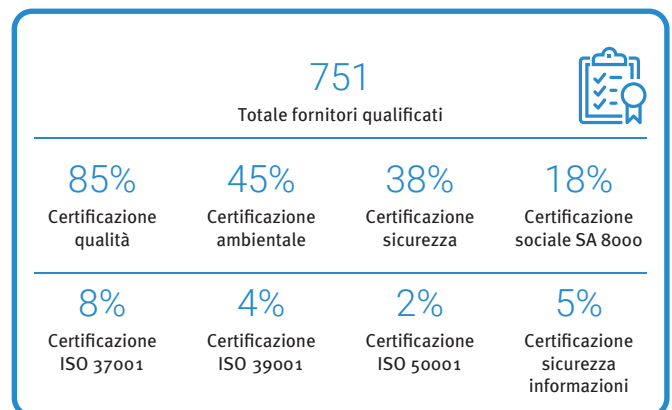 751
Totale fornitori qualificati
85%
Certificazione
qualità
45%
Certificazione
ambientale
38%
Certificazione
sicurezza
18%
Certificazione
sociale SA 8000
8%
Certificazione
ISO 37001
4%
Certificazione
ISO 39001
2%
Certificazione
ISO 50001
5%
Certificazione
sicurezza
informazioni